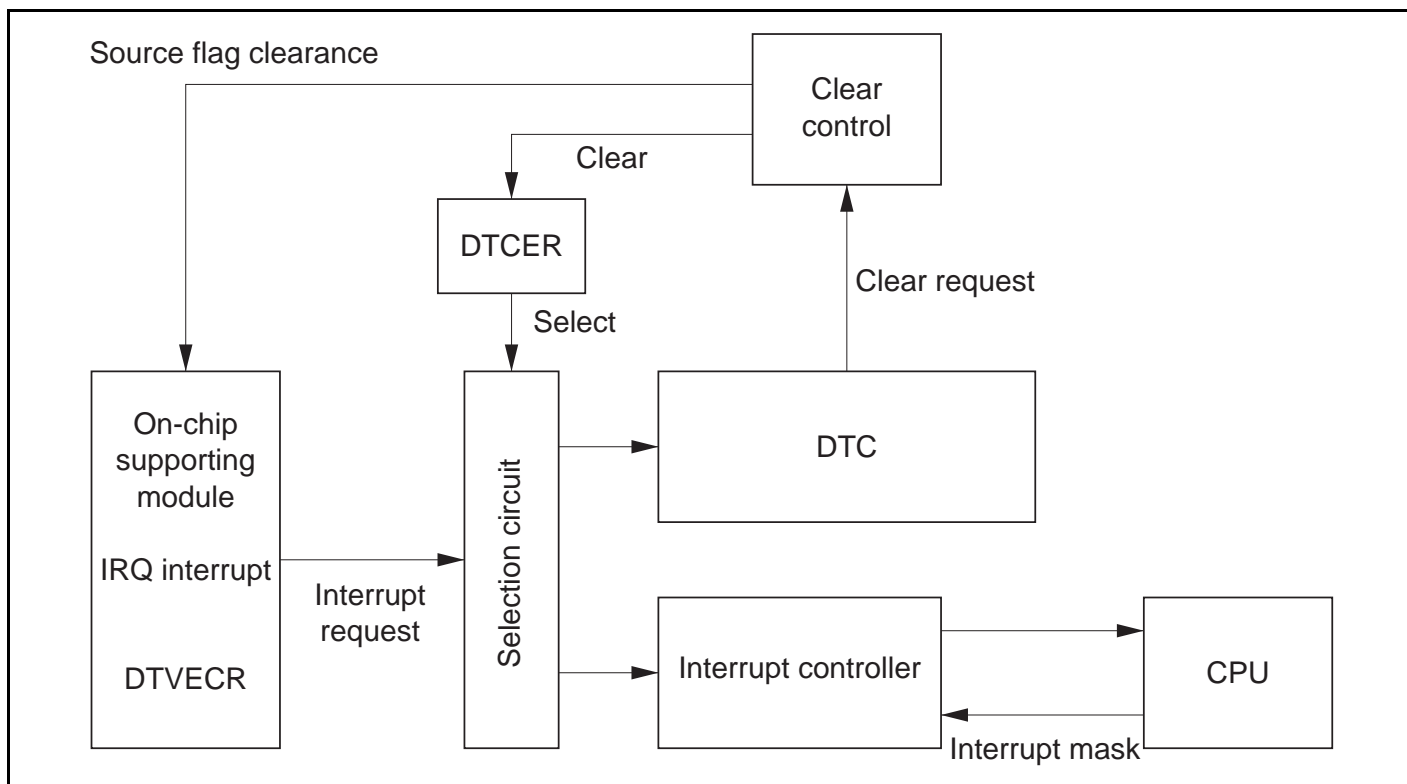 Source flag clearance
Clear
control
Clear
DTCER
Clear request
Select
On-chip
supporting
module
IRQ interrupt
DTVECR
Interrupt
request
Selection circuit
DTC
Interrupt controller
CPU
Interrupt mask